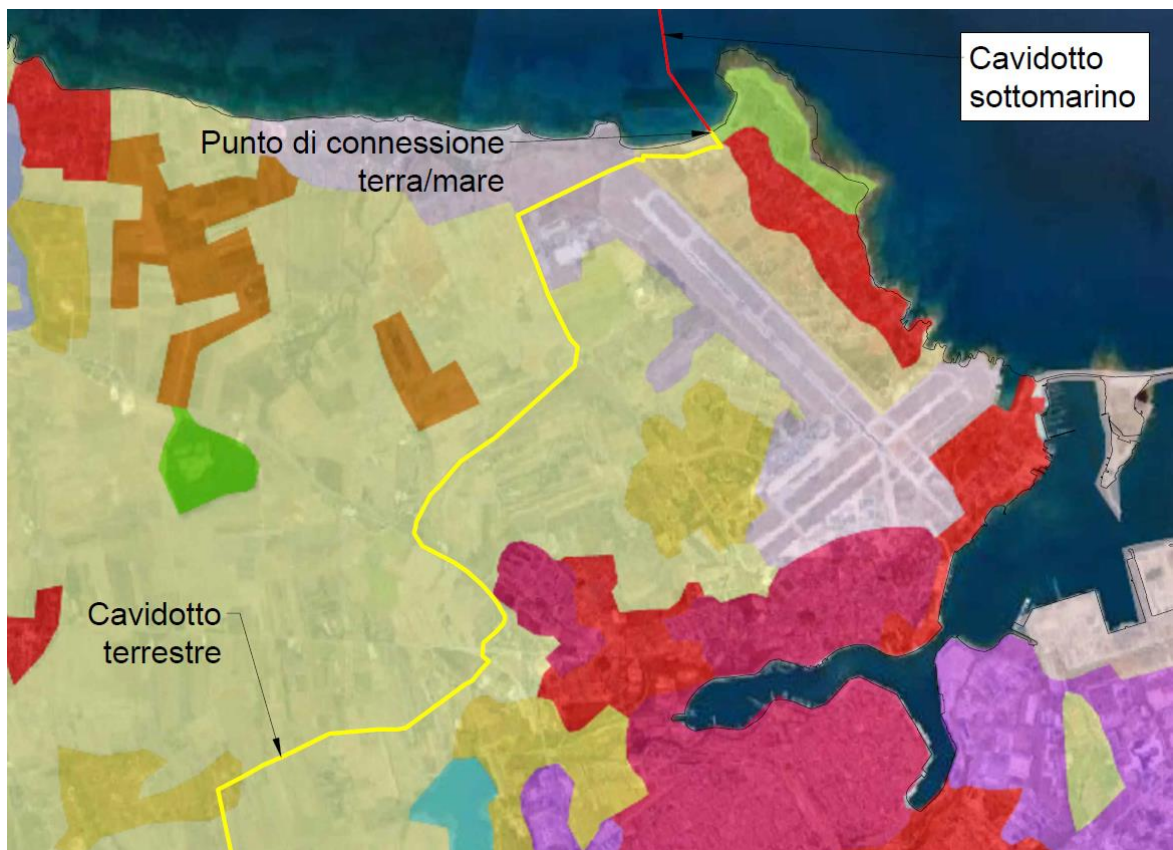 Cavidotto
sottomarino
Punto di connessione
terra/mare
Cavidotto
terrestre